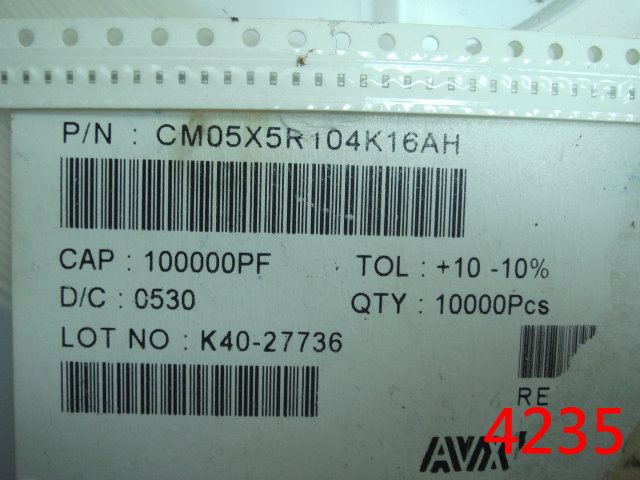 P/N : CM05X5R104K16AH
CAP : 100000PF TOL : +10 -10%
D/C : 0530 QTY : 10000Pcs
LOT NO : K40-27736
RE
AVX
4235